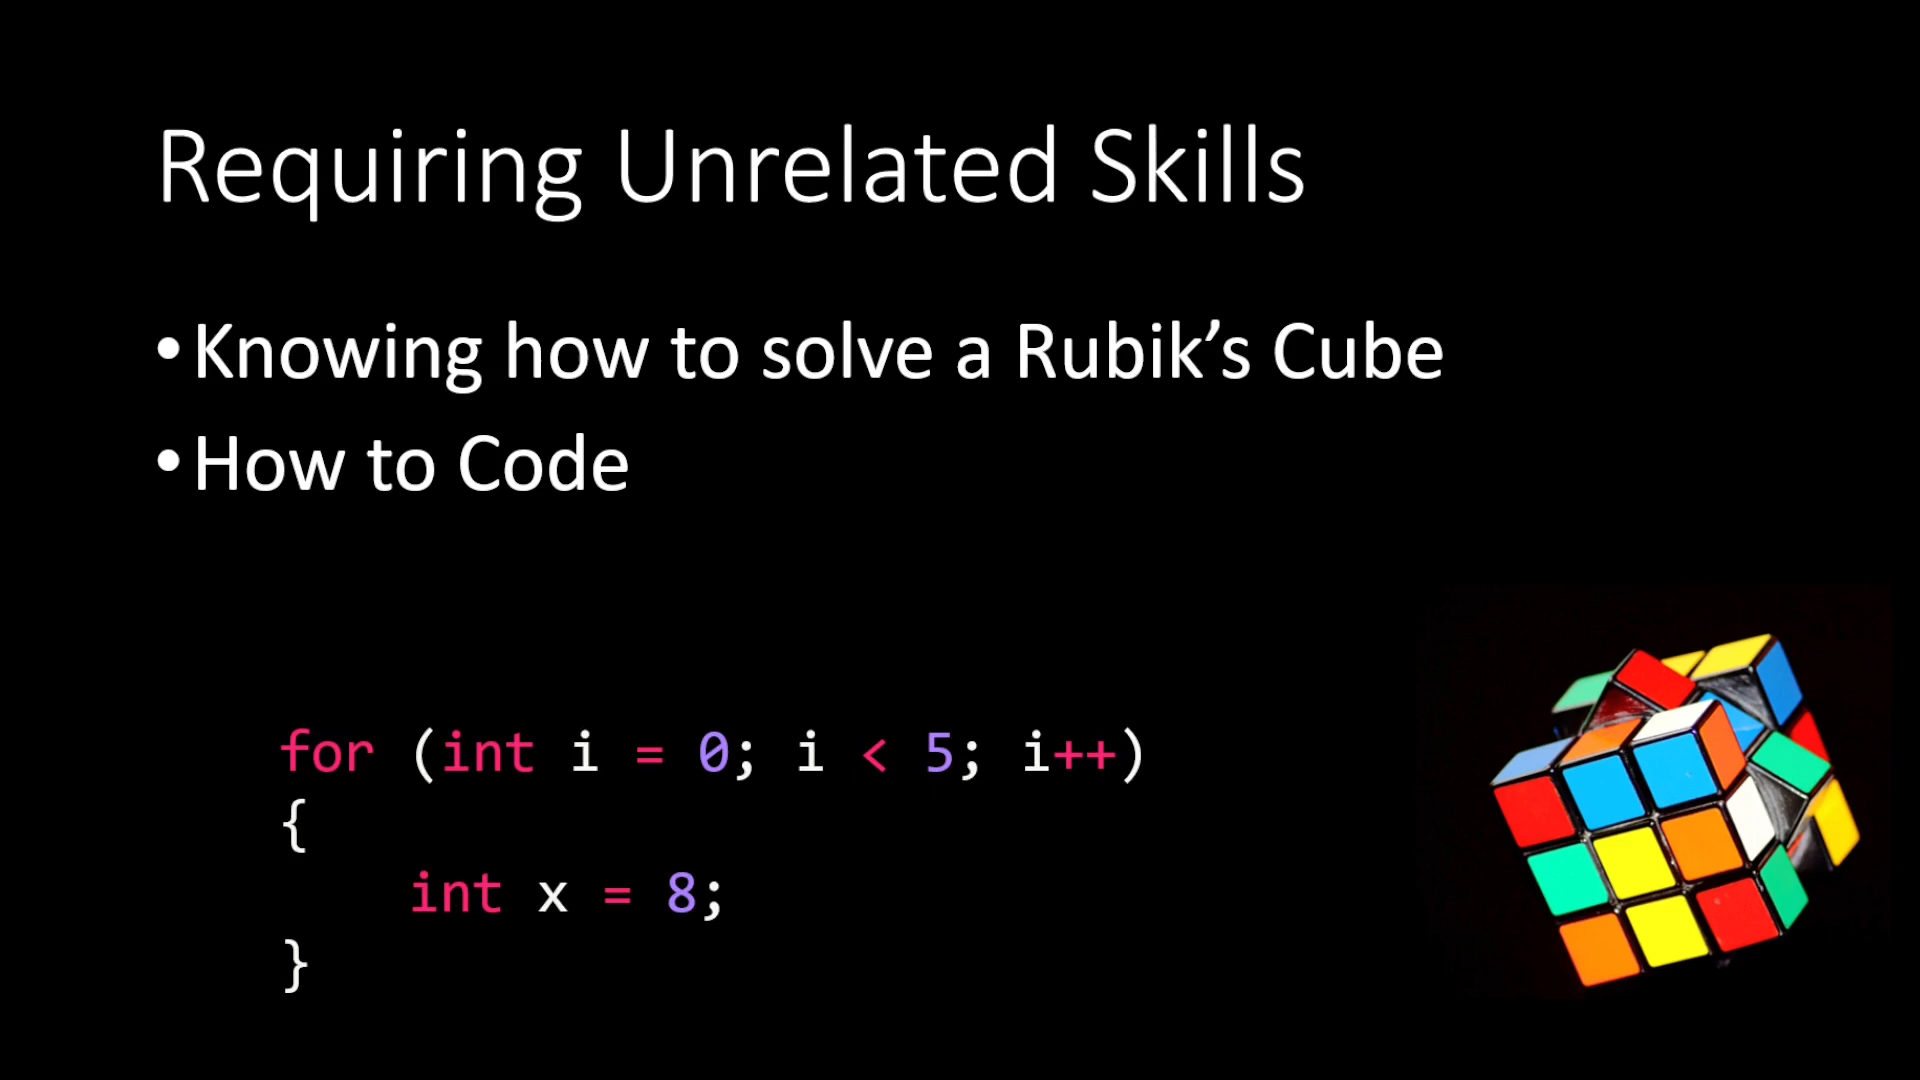 Requiring Unrelated Skills
•Knowing how to solve a Rubik’s Cube
•How to Code
for (int i = 0; i < 5; i++)
{
    int x = 8;
}